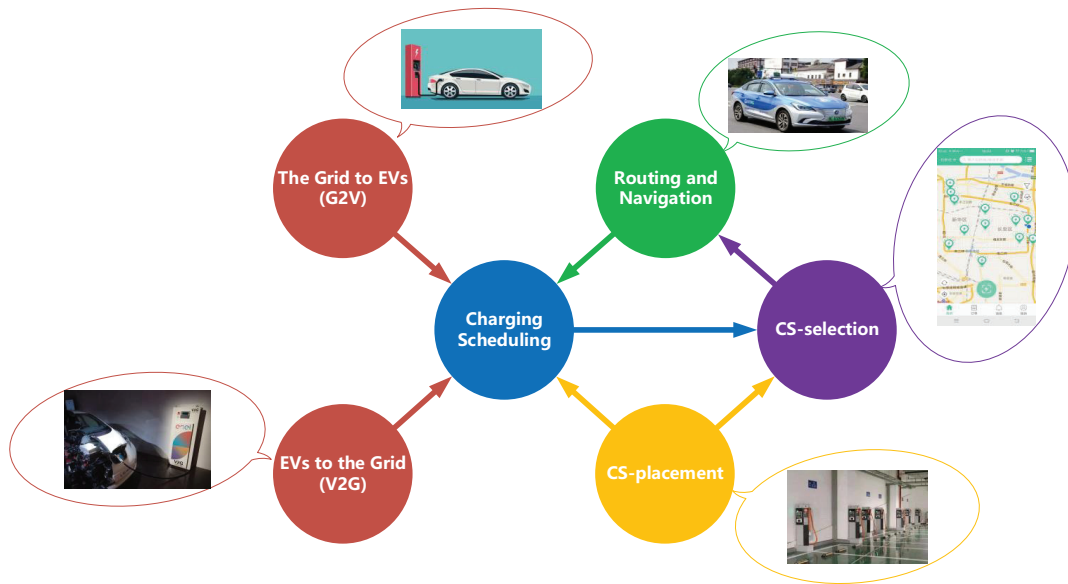 The Grid to EVs
(G2V)
Routing and
Navigation
Charging
Scheduling
CS-selection
EVs to the Grid
(V2G)
CS-placement